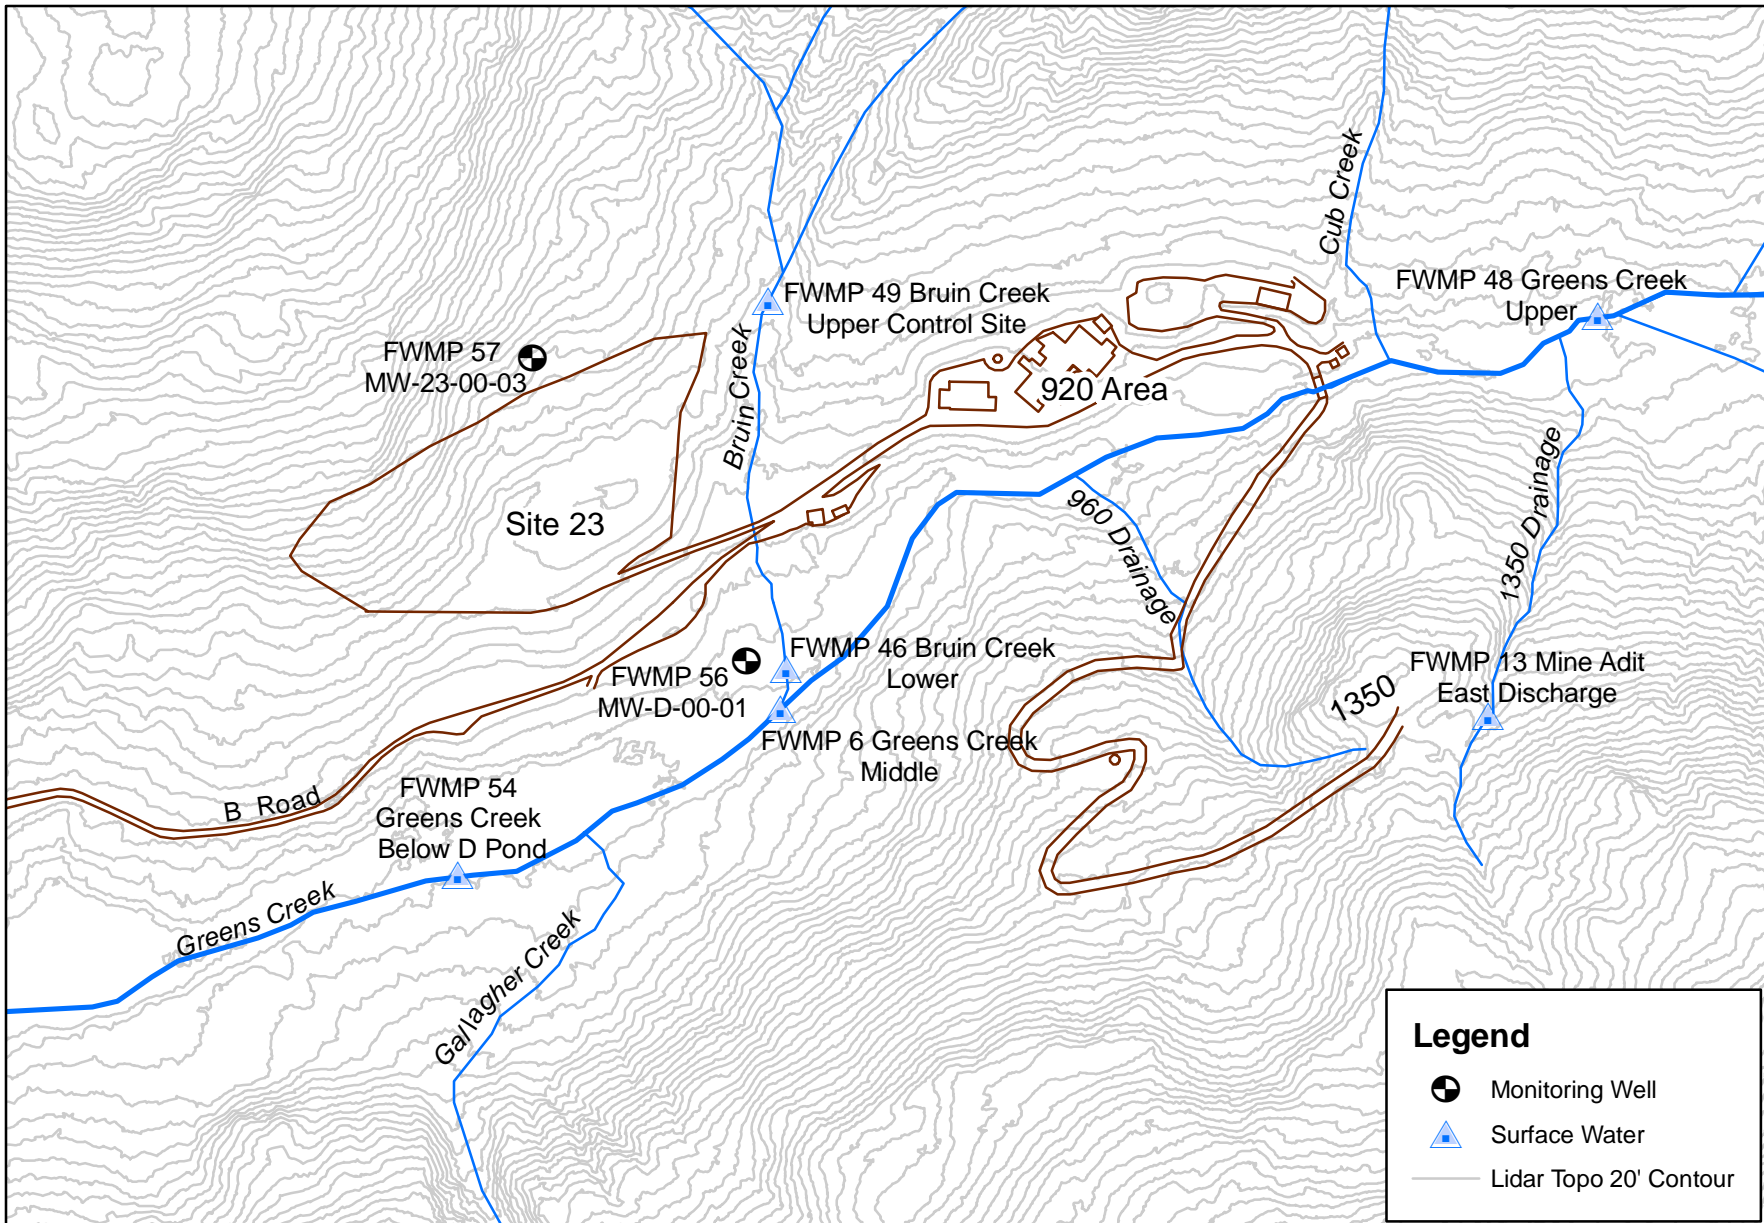 Cub Creek
FWMP 48 Greens Creek
Upper
FWMP 49 Bruin Creek
Upper Control Site
FWMP 57
MW-23-00-03
Bruin Creek
920 Area
Site 23
960 Drainage
1350 Drainage
FWMP 46 Bruin Creek
Lower
FWMP 56
MW-D-00-01
FWMP 13 Mine Adit
East Discharge
1350
FWMP 6 Greens Creek
Middle
B Road
FWMP 54
Greens Creek
Below D Pond
Greens Creek
Gallagher Creek
Legend
Monitoring Well
Surface Water
Lidar Topo 20' Contour